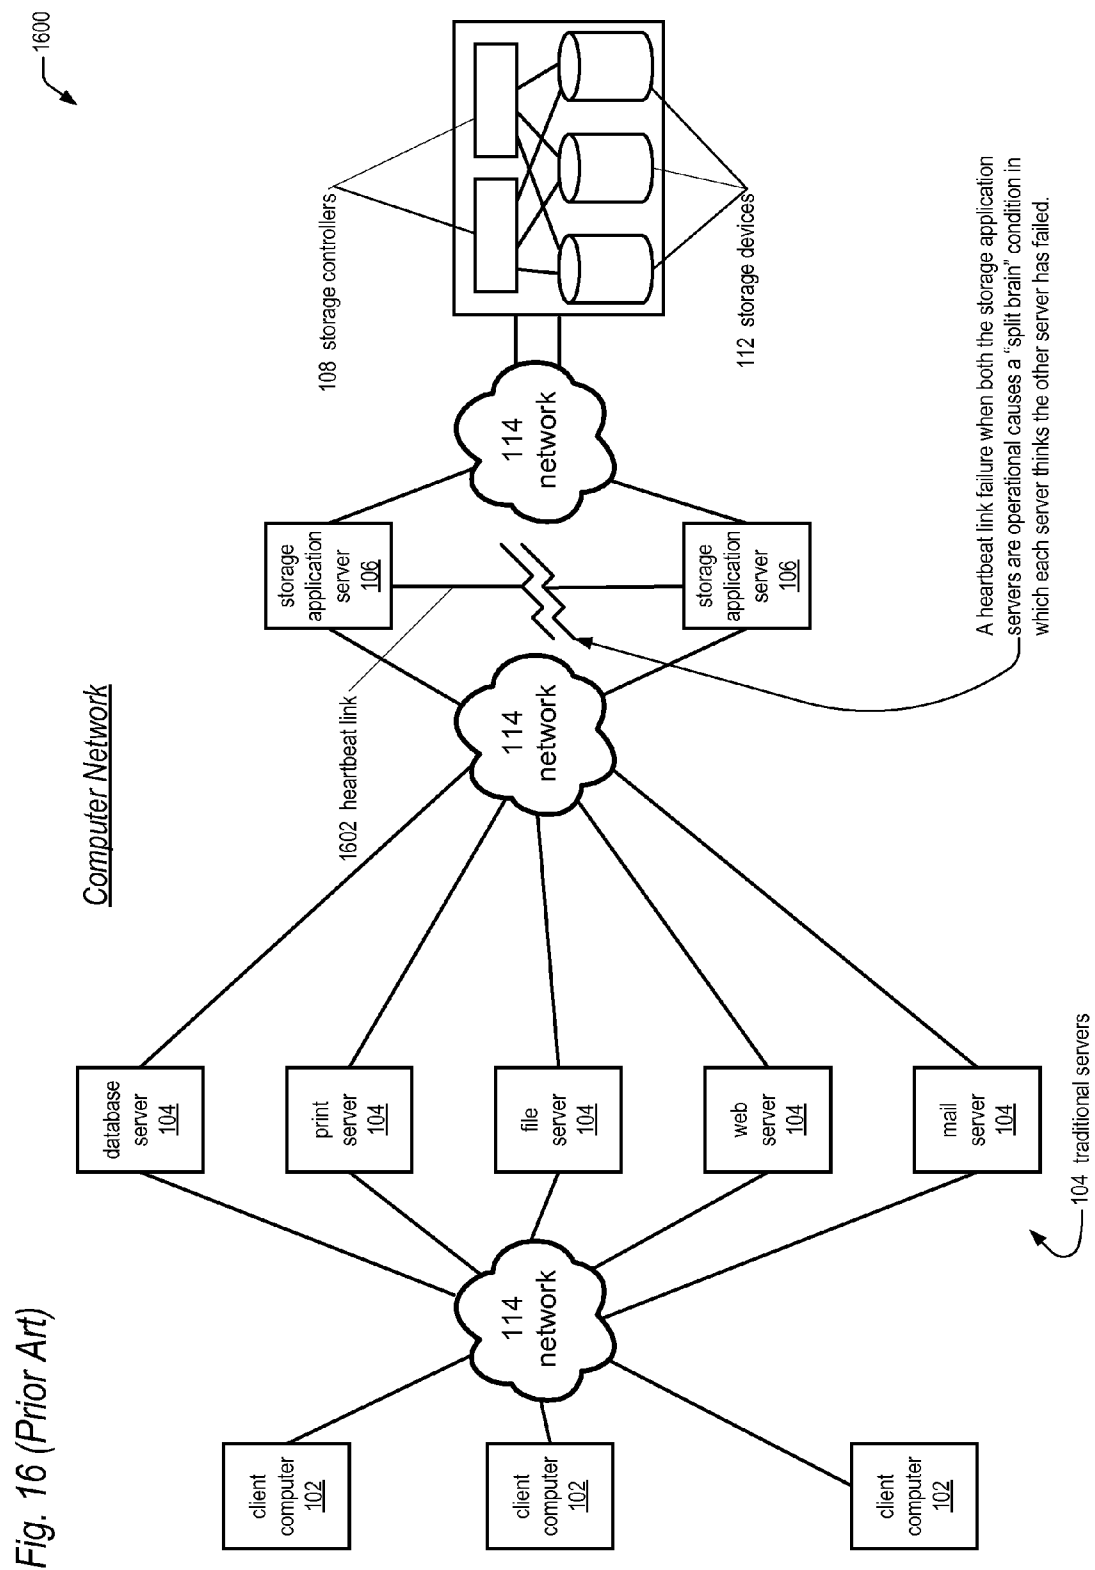 Fig. 16 (Prior Art)
Computer Network
1600
client
computer
102
client
computer
102
client
computer
102
114
network
database
server
104
print
server
104
file
server
104
web
server
104
mail
server
104
104 traditional servers
114
network
1602 heartbeat link
storage
application
server
106
storage
application
server
106
114
network
108 storage controllers
112 storage devices
A heartbeat link failure when both the storage application
servers are operational causes a “split brain” condition in
which each server thinks the other server has failed.